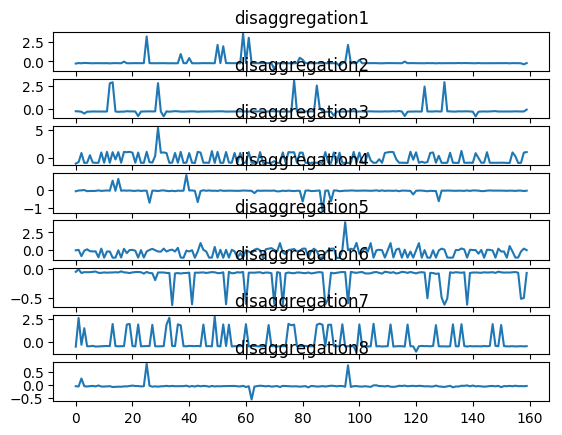 disaggregation1
2.5
0.0
disaggregation2
2.5
0.0
disaggregation3
5
0
disaggregation4
0
−1
disaggregation5
2.5
0.0
disaggregation6
0.0
−0.5
disaggregation7
2.5
0.0
disaggregation8
0.5
0.0
−0.5
0 20 40 60 80 100 120 140 160